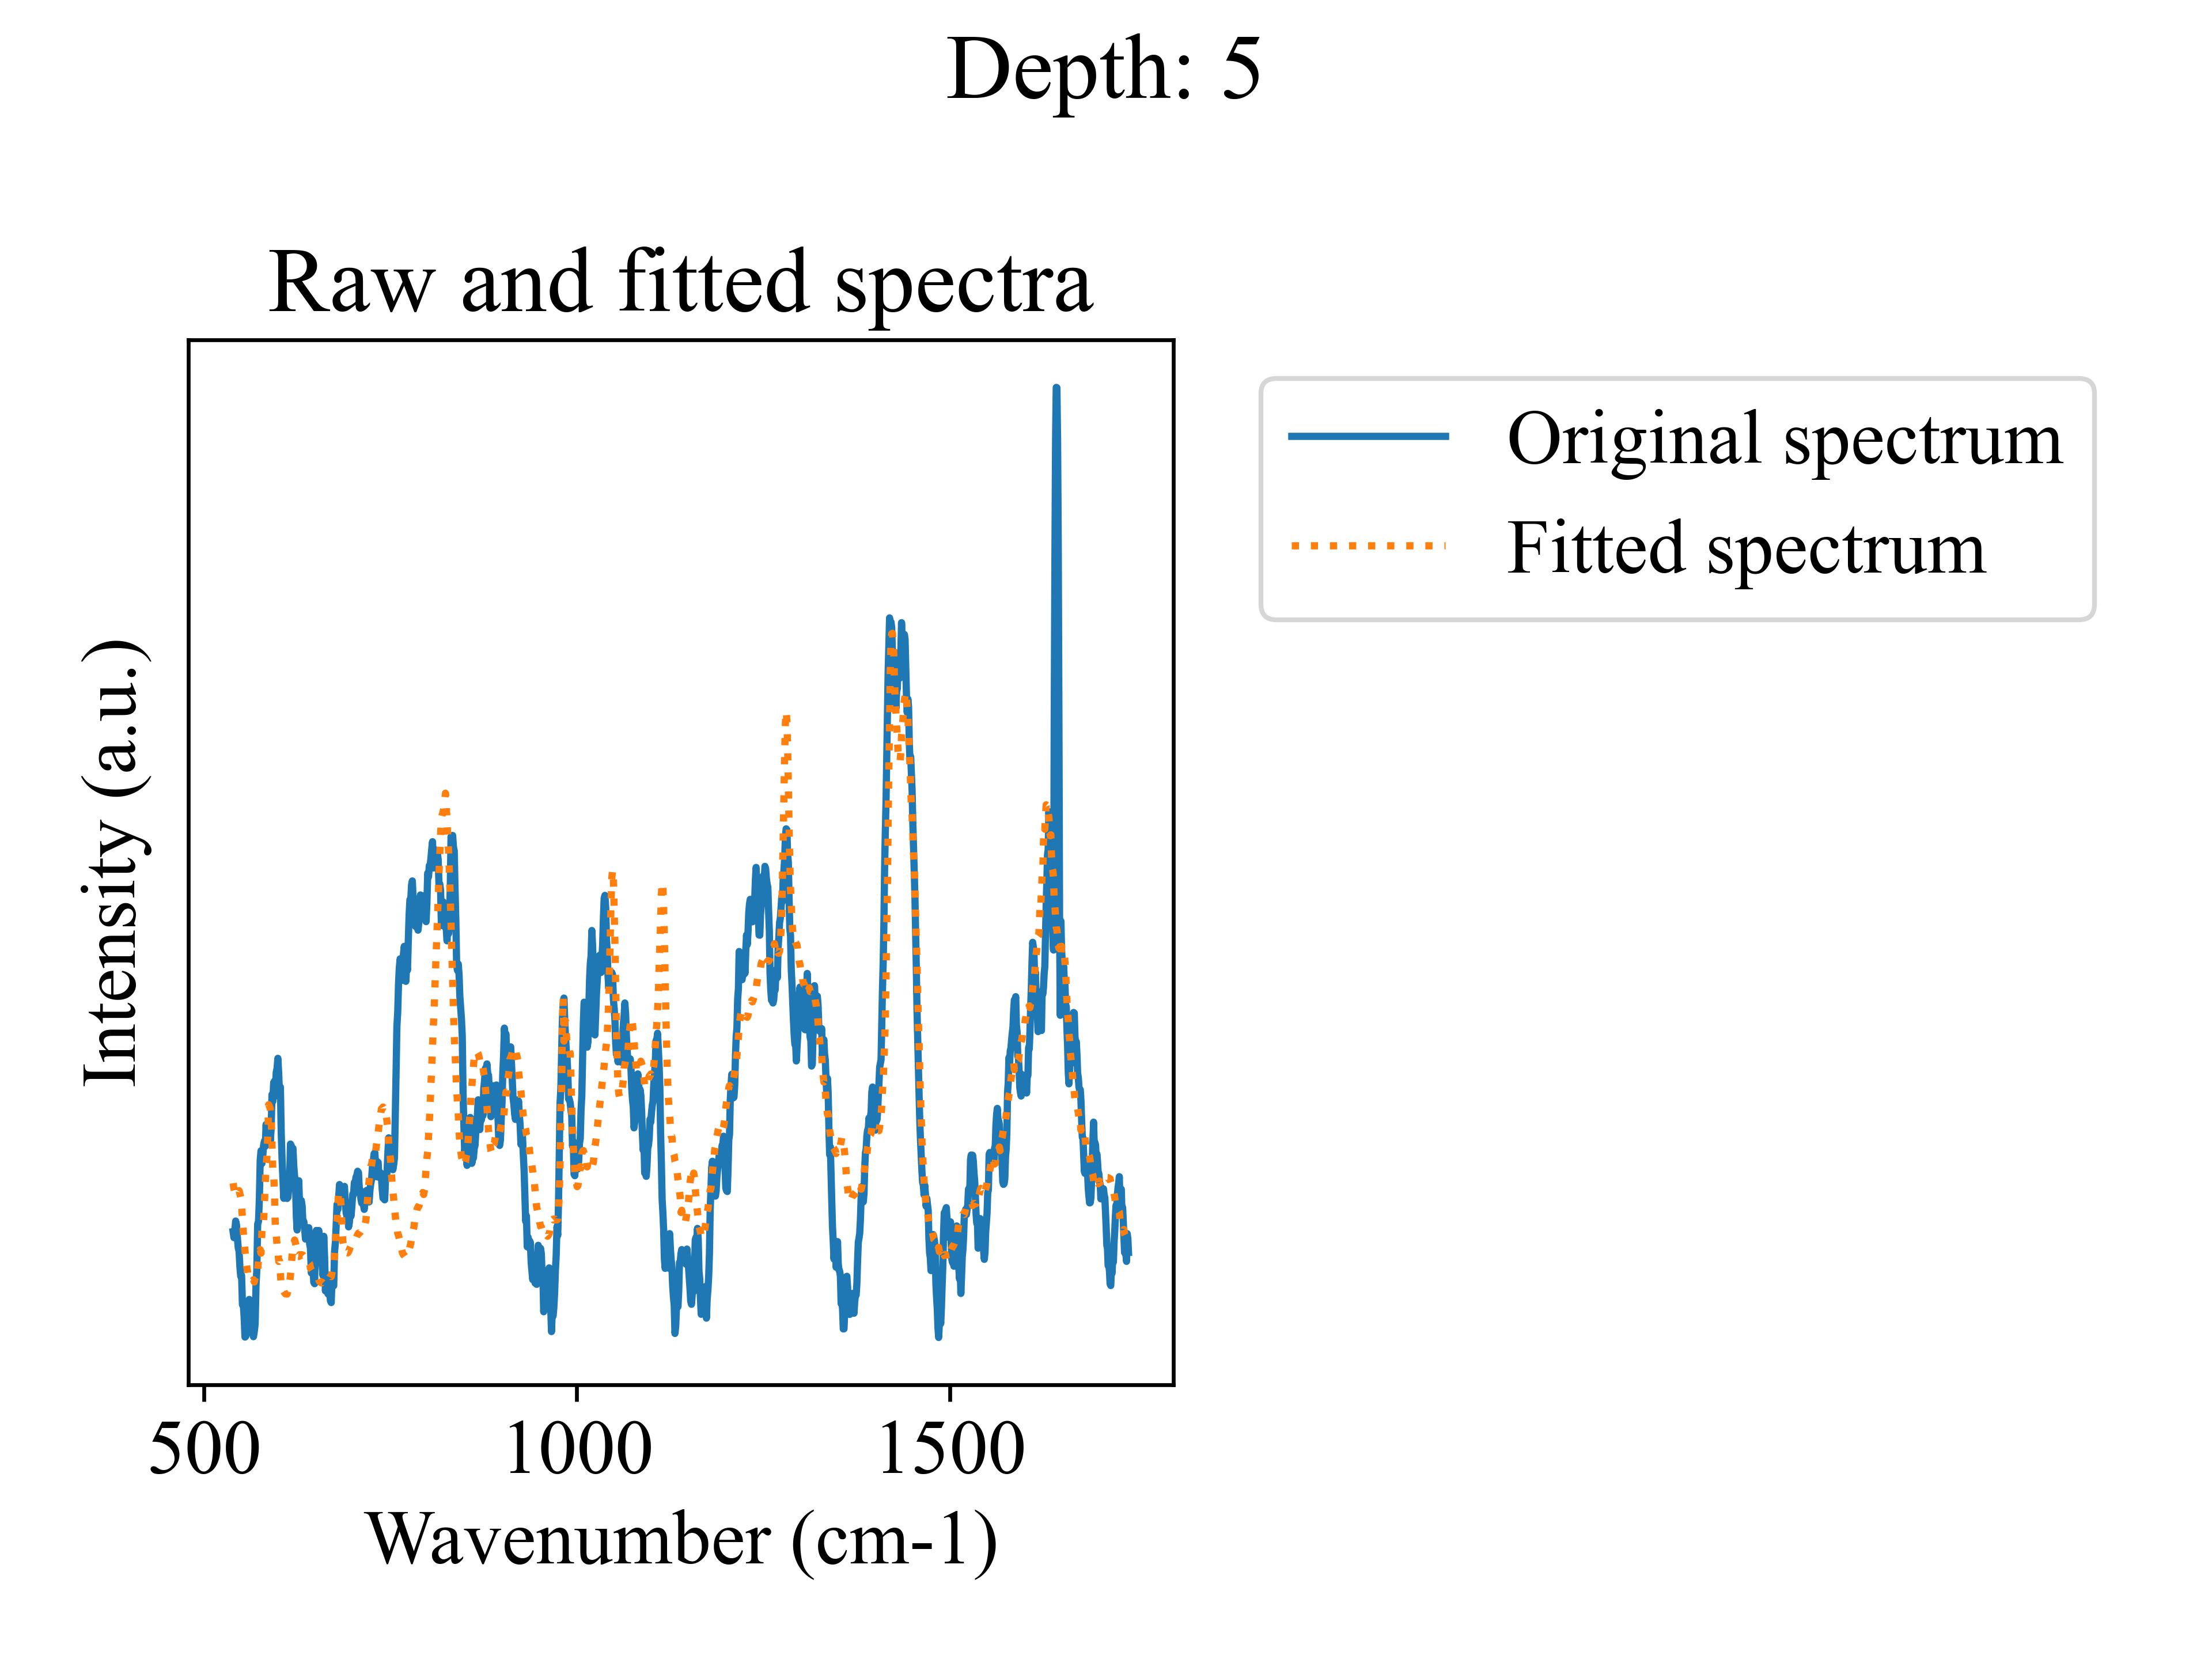 Depth: 5
Raw and fitted spectra
Original spectrum
Fitted spectrum
Intensity (a.u.)
500 1000 1500
Wavenumber (cm-1)